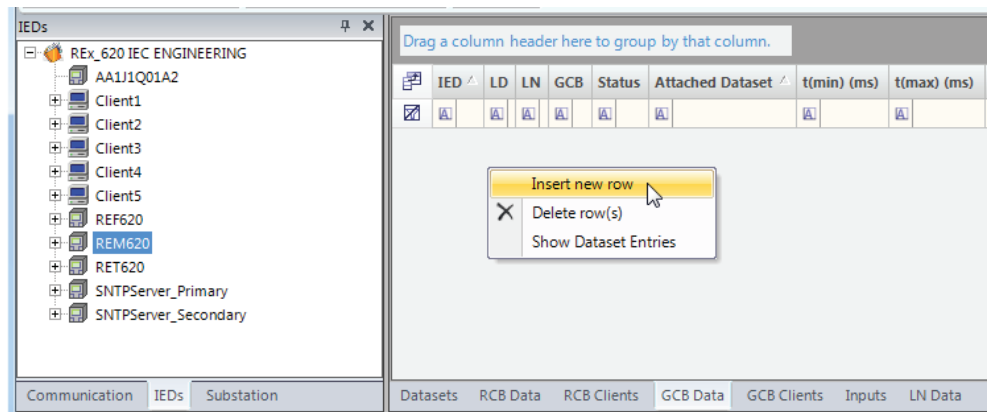 IEDs
REx_620 IEC ENGINEERING
AA1J1Q01A2
Client1
Client2
Client3
Client4
Client5
REF620
REM620
RET620
SNTPServer_Primary
SNTPServer_Secondary
Communication IEDs Substation
Drag a column header here to group by that column.
IED LD LN GCB Status Attached Dataset t(min) (ms) t(max) (ms)
A A A A A A A A
Insert new row
Delete row(s)
Show Dataset Entries
Datasets RCB Data RCB Clients GCB Data GCB Clients Inputs LN Data